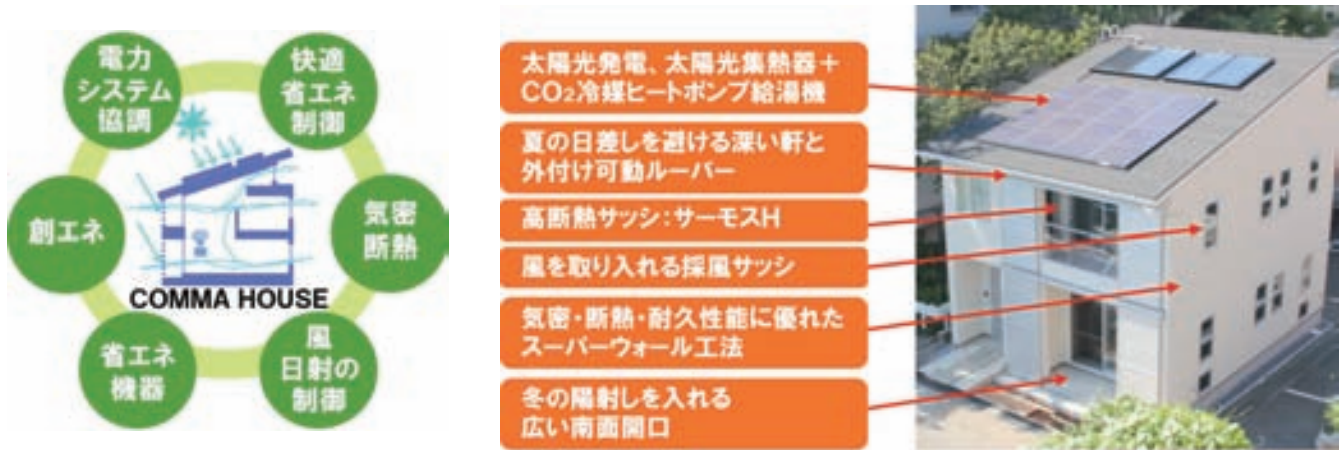 電力
システム
協調
快適
省エネ
制御
創エネ
気密
断熱
COMMA HOUSE
省エネ
機器
風
日射の
制御
太陽光発電、太陽光集熱器＋
CO₂冷媒ヒートポンプ給湯機
夏の日差しを避ける深い軒と
外付け可動ルーバー
高断熱サッシ：サーモスH
風を取り入れる採風サッシ
気密・断熱・耐久性能に優れた
スーパーウォール工法
冬の陽射しを入れる
広い南面開口